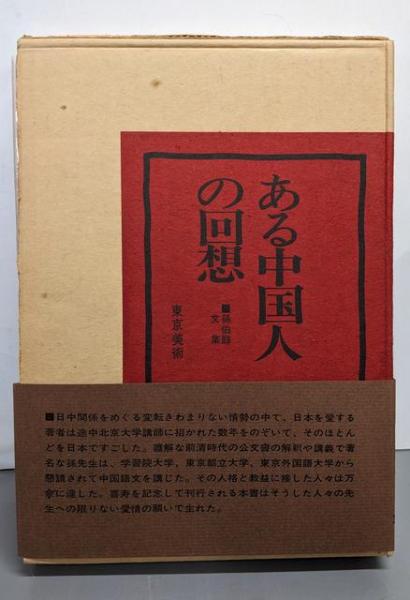 ある中国人
の回想
■孫伯醇
文集
東京美術
■日中関係をめぐる変転きわまりない情勢の中で、日本を愛する
著者は途中北京大学講師に招かれた数年をのぞいて、そのほとん
どを日本ですごした。難解な前清時代の公文書の解釈や講義で著
名な孫先生は、学習院大学、東京都立大学、東京外国語大学から
懇請されて中国語文を講じた。その人格と教益に接した人々は万
余に達した。喜寿を記念して刊行される本書はそうした人々の先
生への限りない愛情の願いで生れた。